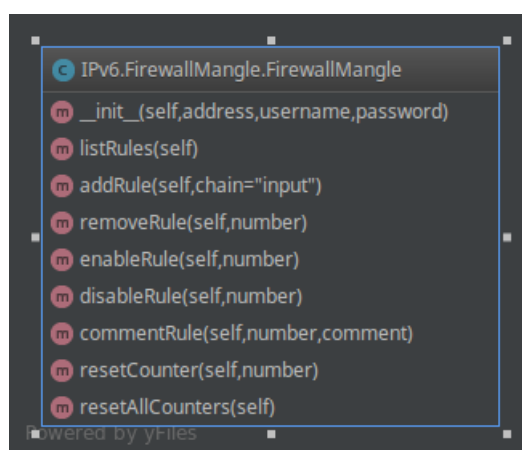 C IPv6.FirewallMangle.FirewallMangle
m __init__(self,address,username,password)
m listRules(self)
m addRule(self,chain="input")
m removeRule(self,number)
m enableRule(self,number)
m disableRule(self,number)
m commentRule(self,number,comment)
m resetCounter(self,number)
m resetAllCounters(self)
Powered by yFiles